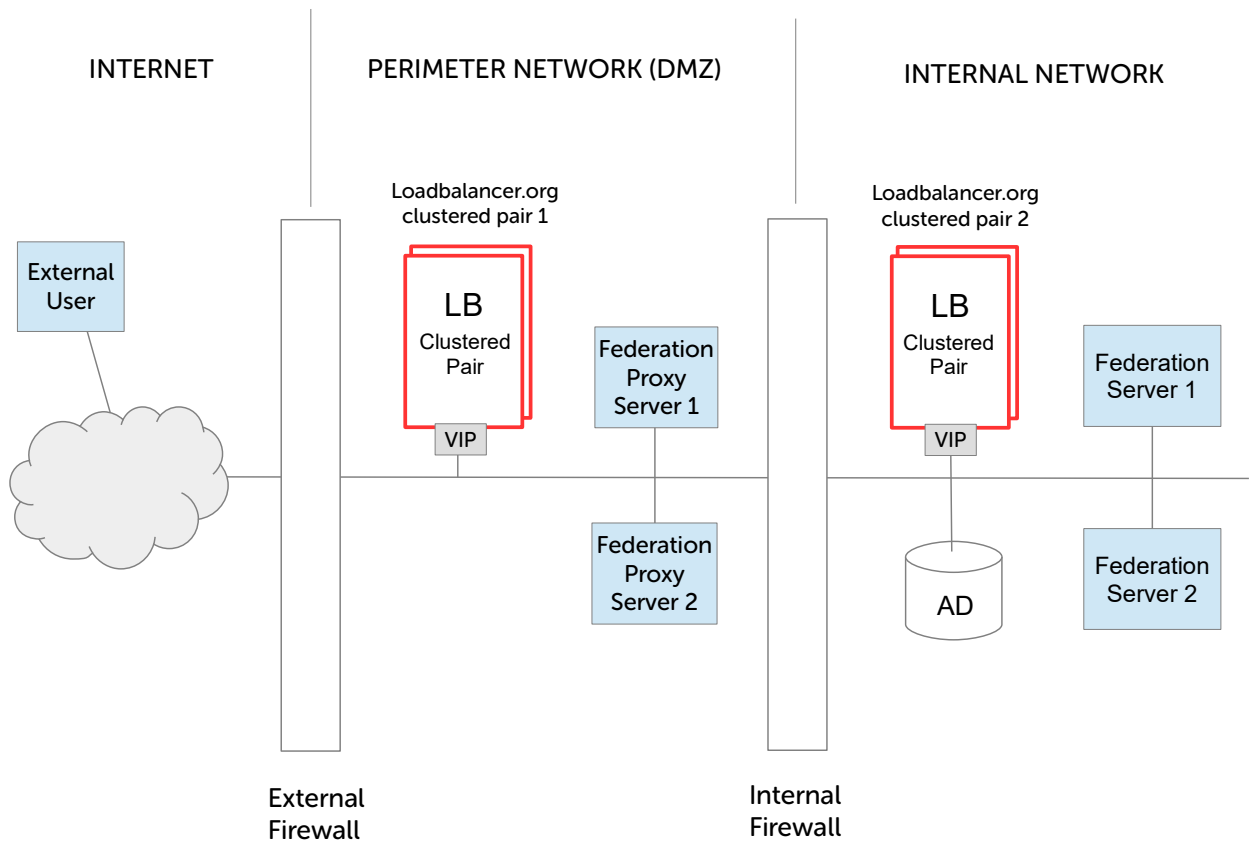 INTERNET
PERIMETER NETWORK (DMZ)
INTERNAL NETWORK
Loadbalancer.org
clustered pair 1
Loadbalancer.org
clustered pair 2
External
User
LB
Clustered
Pair
VIP
Federation
Proxy
Server 1
LB
Clustered
Pair
VIP
Federation
Server 1
Federation
Proxy
Server 2
AD
Federation
Server 2
External
Firewall
Internal
Firewall